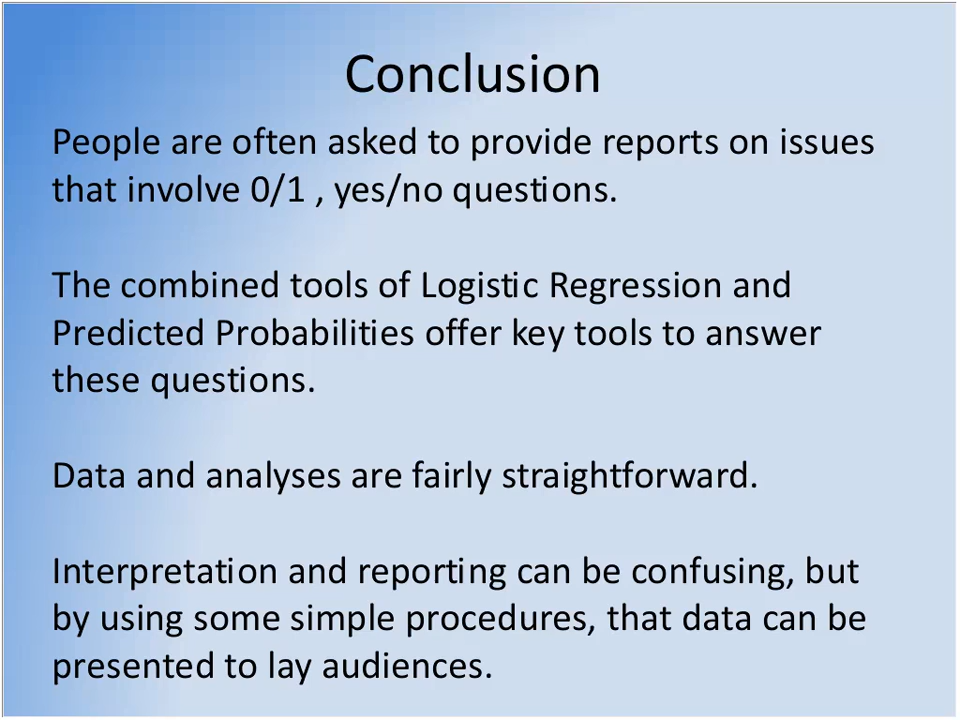 Conclusion
People are often asked to provide reports on issues
that involve 0/1 , yes/no questions.
The combined tools of Logistic Regression and
Predicted Probabilities offer key tools to answer
these questions.
Data and analyses are fairly straightforward.
Interpretation and reporting can be confusing, but
by using some simple procedures, that data can be
presented to lay audiences.